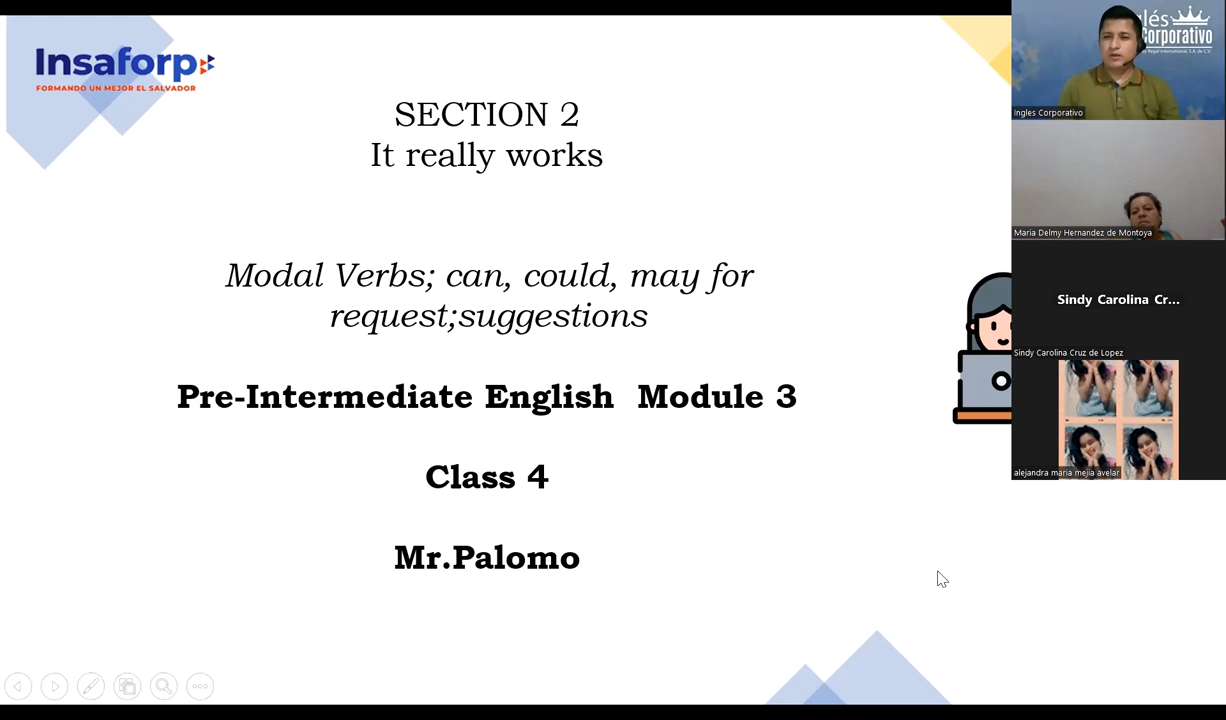 Insaforp
FORMANDO UN MEJOR EL SALVADOR
SECTION 2
It really works
Modal Verbs; can, could, may for
request;suggestions
Pre-Intermediate English Module 3
Class 4
Mr.Palomo
lés
Corporativo
Ingles Corporativo
Maria Delmy Hernandez de Montoya
Sindy Carolina Cr...
Sindy Carolina Cruz de Lopez
alejandra maria mejia avelar